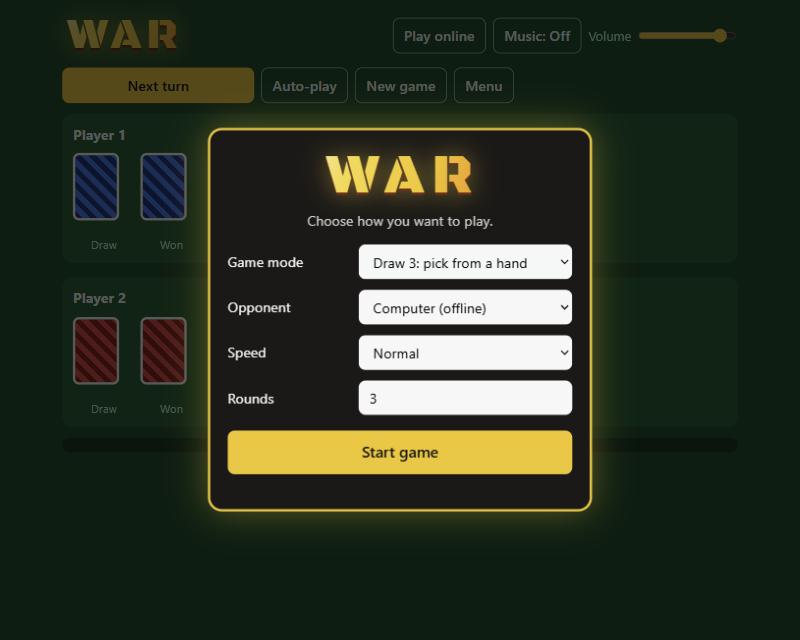 WAR
Play online
Music: Off
Volume
Next turn
Auto-play
New game
Menu
Player 1
Draw
Won
Player 2
Draw
Won
WAR
Choose how you want to play.
Game mode
Draw 3: pick from a hand
Opponent
Computer (offline)
Speed
Normal
Rounds
3
Start game